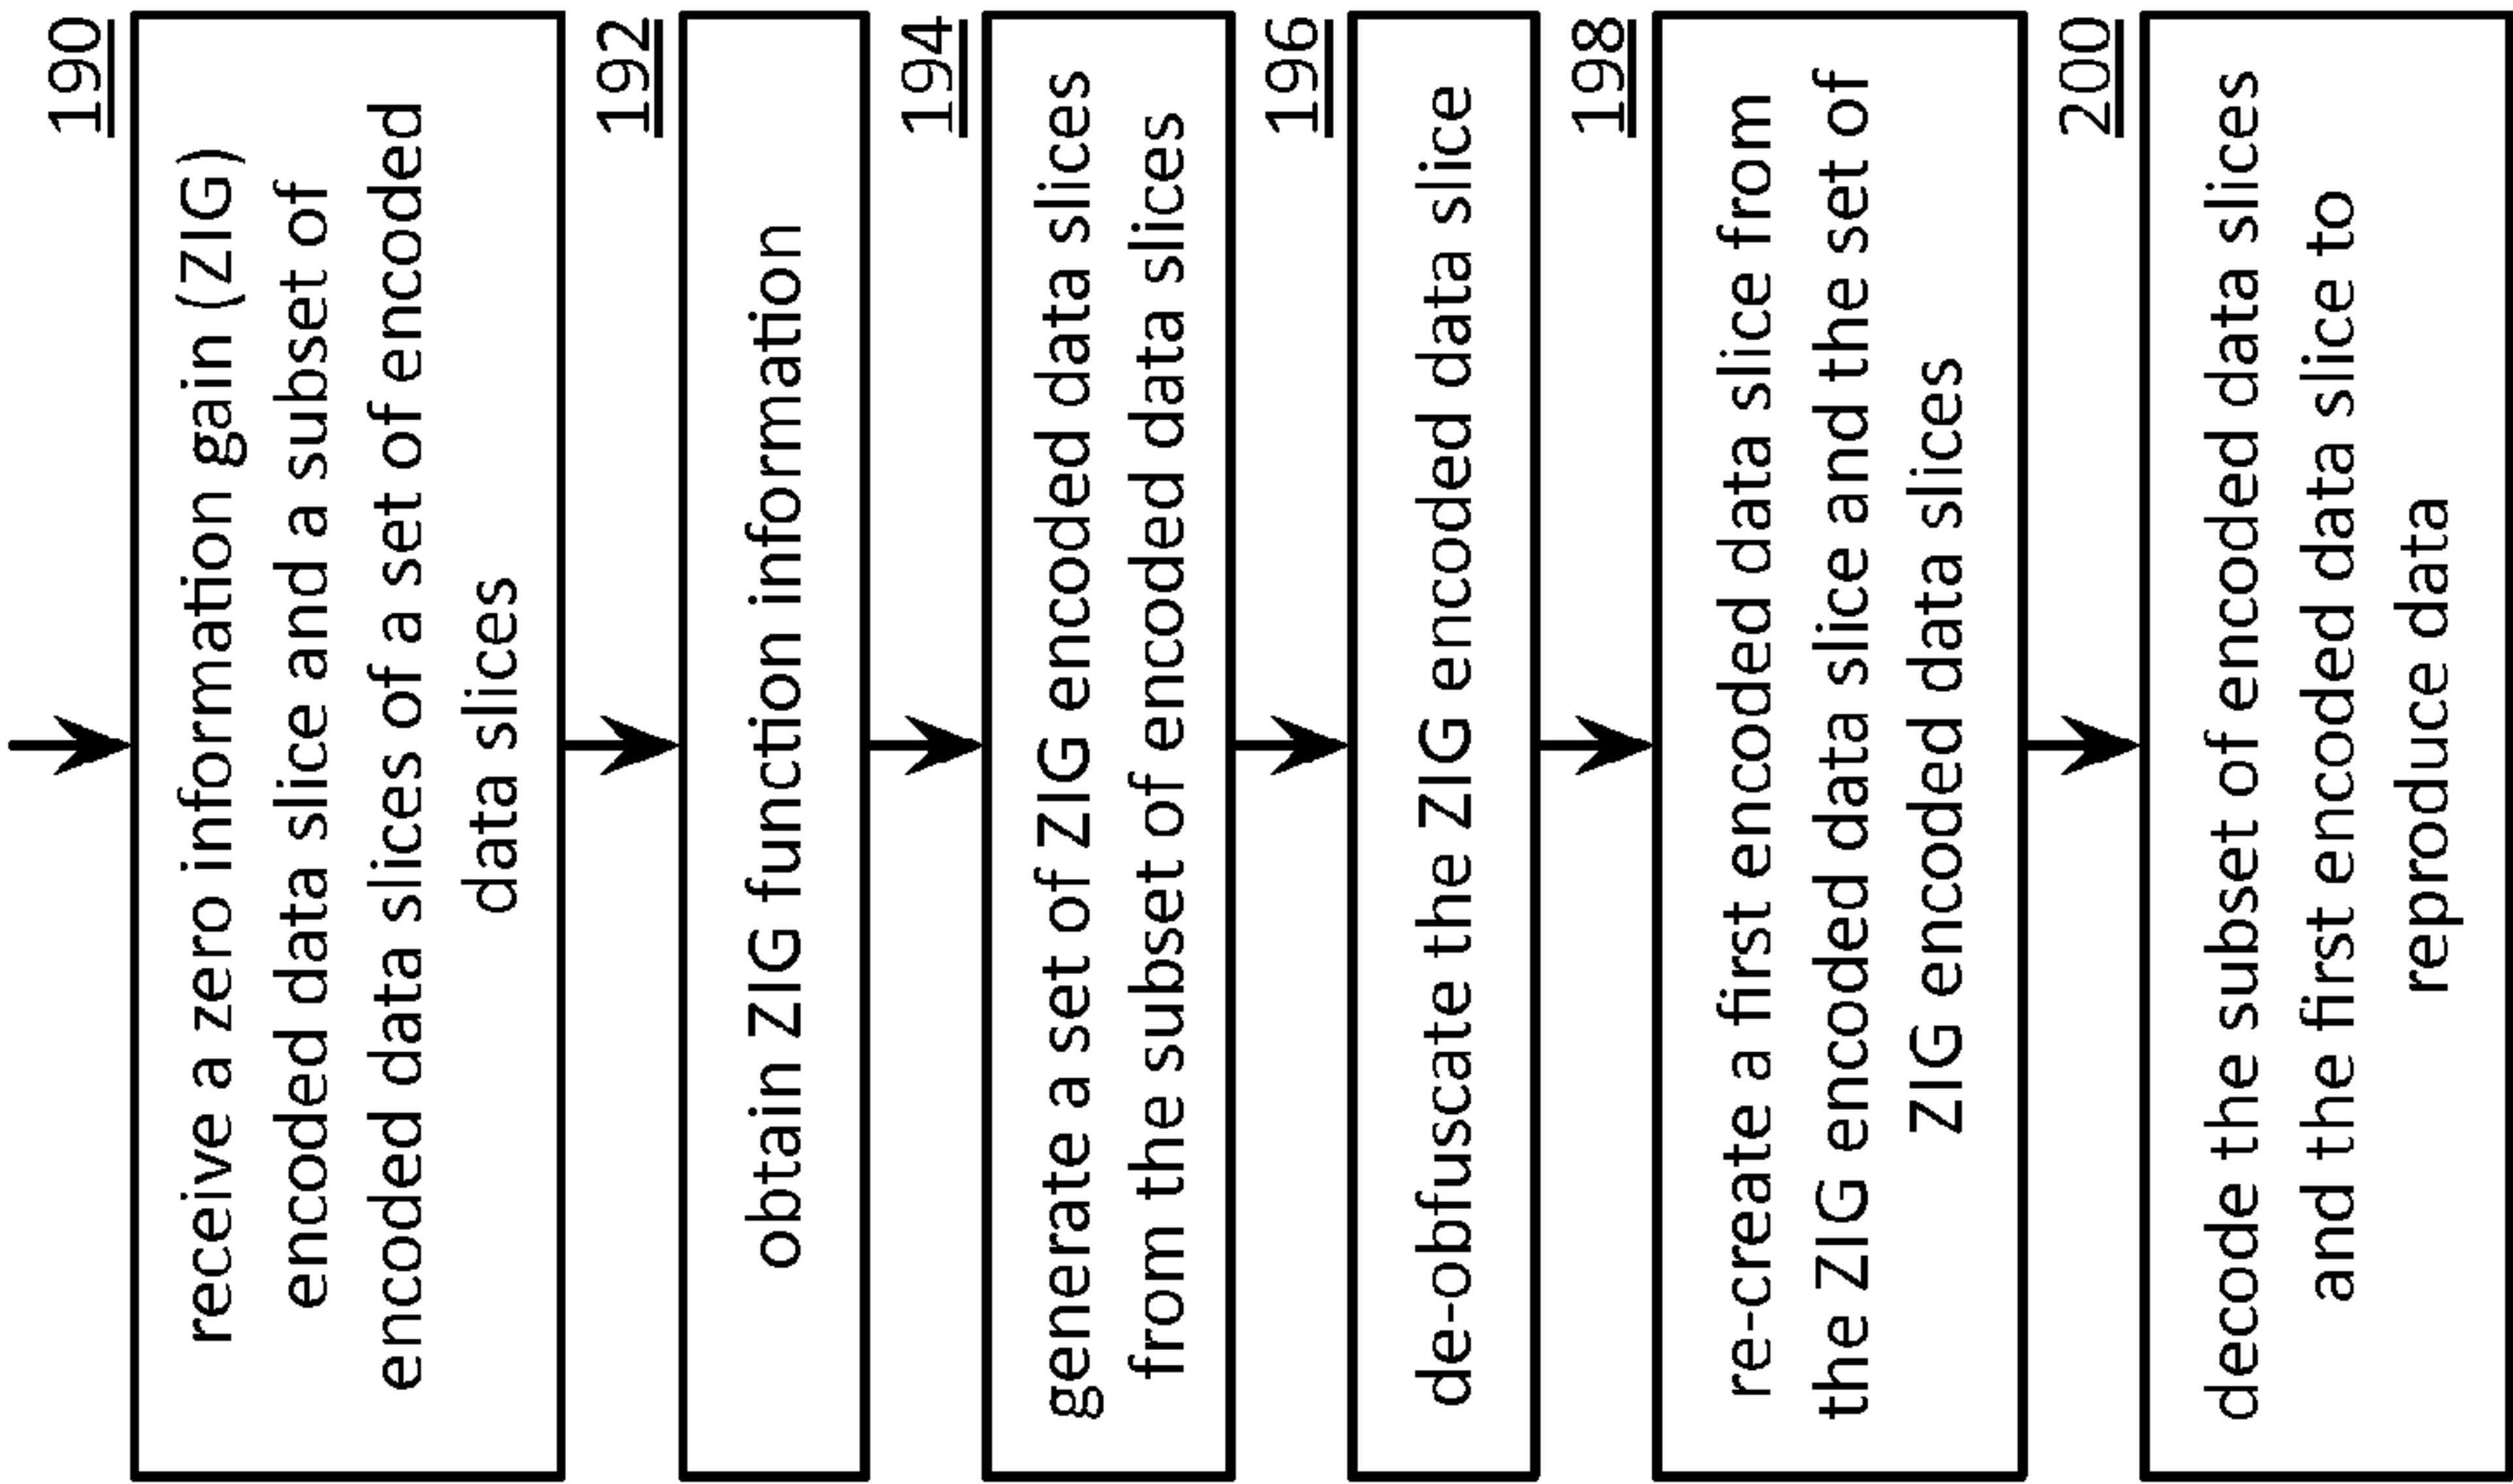 190
receive a zero information gain (ZIG)
encoded data slice and a subset of
encoded data slices of a set of encoded
data slices
192
obtain ZIG function information
194
generate a set of ZIG encoded data slices
from the subset of encoded data slices
196
de-obfuscate the ZIG encoded data slice
198
re-create a first encoded data slice from
the ZIG encoded data slice and the set of
ZIG encoded data slices
200
decode the subset of encoded data slices
and the first encoded data slice to
reproduce data